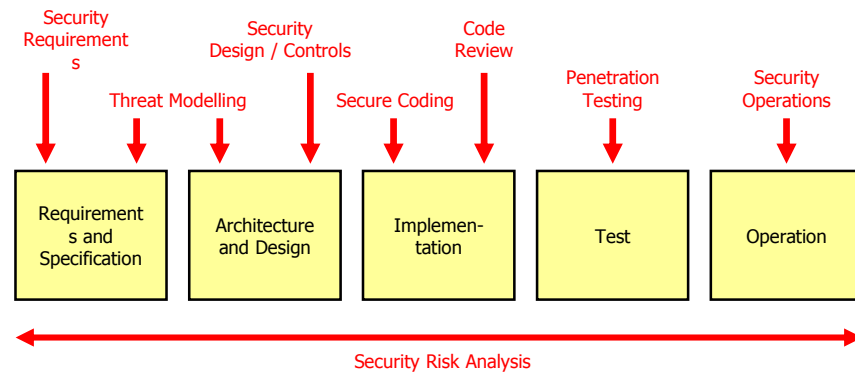 Security
Requirement
s
Security
Design / Controls
Code
Review
Threat Modelling
Secure Coding
Penetration
Testing
Security
Operations
Requirement
s and
Specification
Architecture
and Design
Implemen-
tation
Test
Operation
Security Risk Analysis